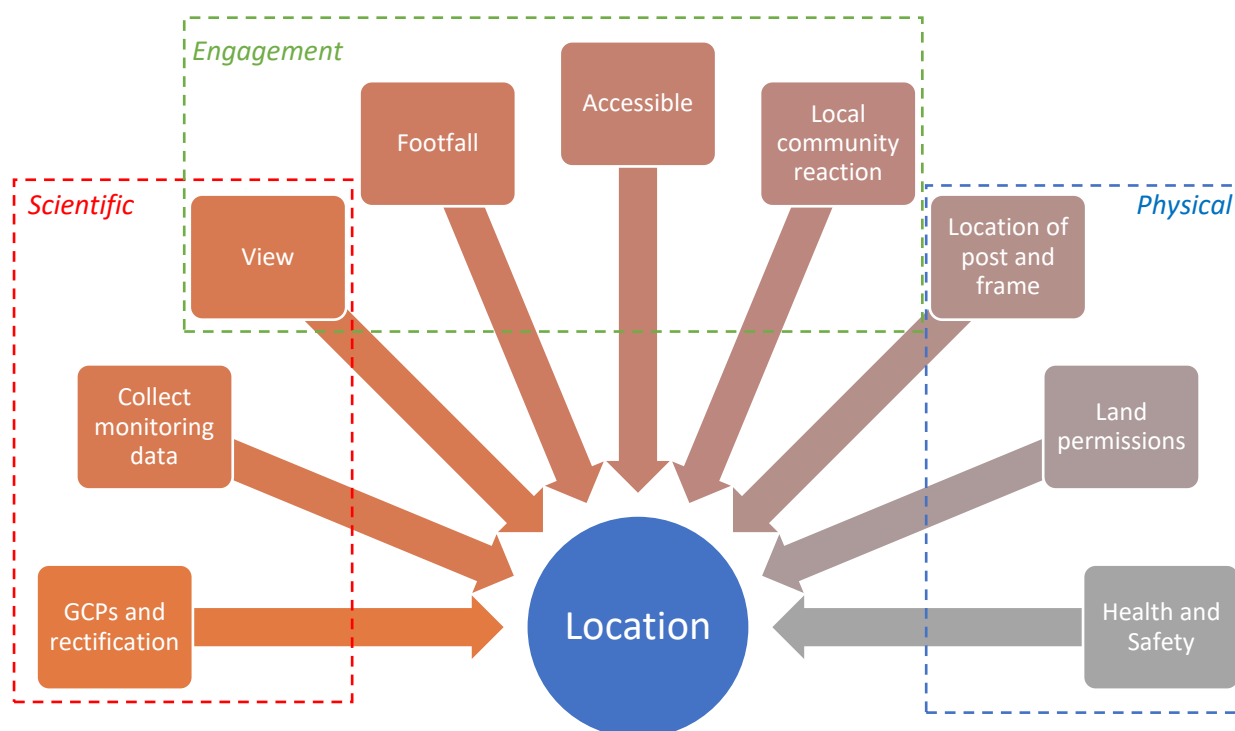 Engagement
Accessible
Footfall
Local
community
reaction
Scientific
Physical
View
Location of
post and
frame
Collect
monitoring
data
Land
permissions
GCPs and
rectification
Location
Health and
Safety